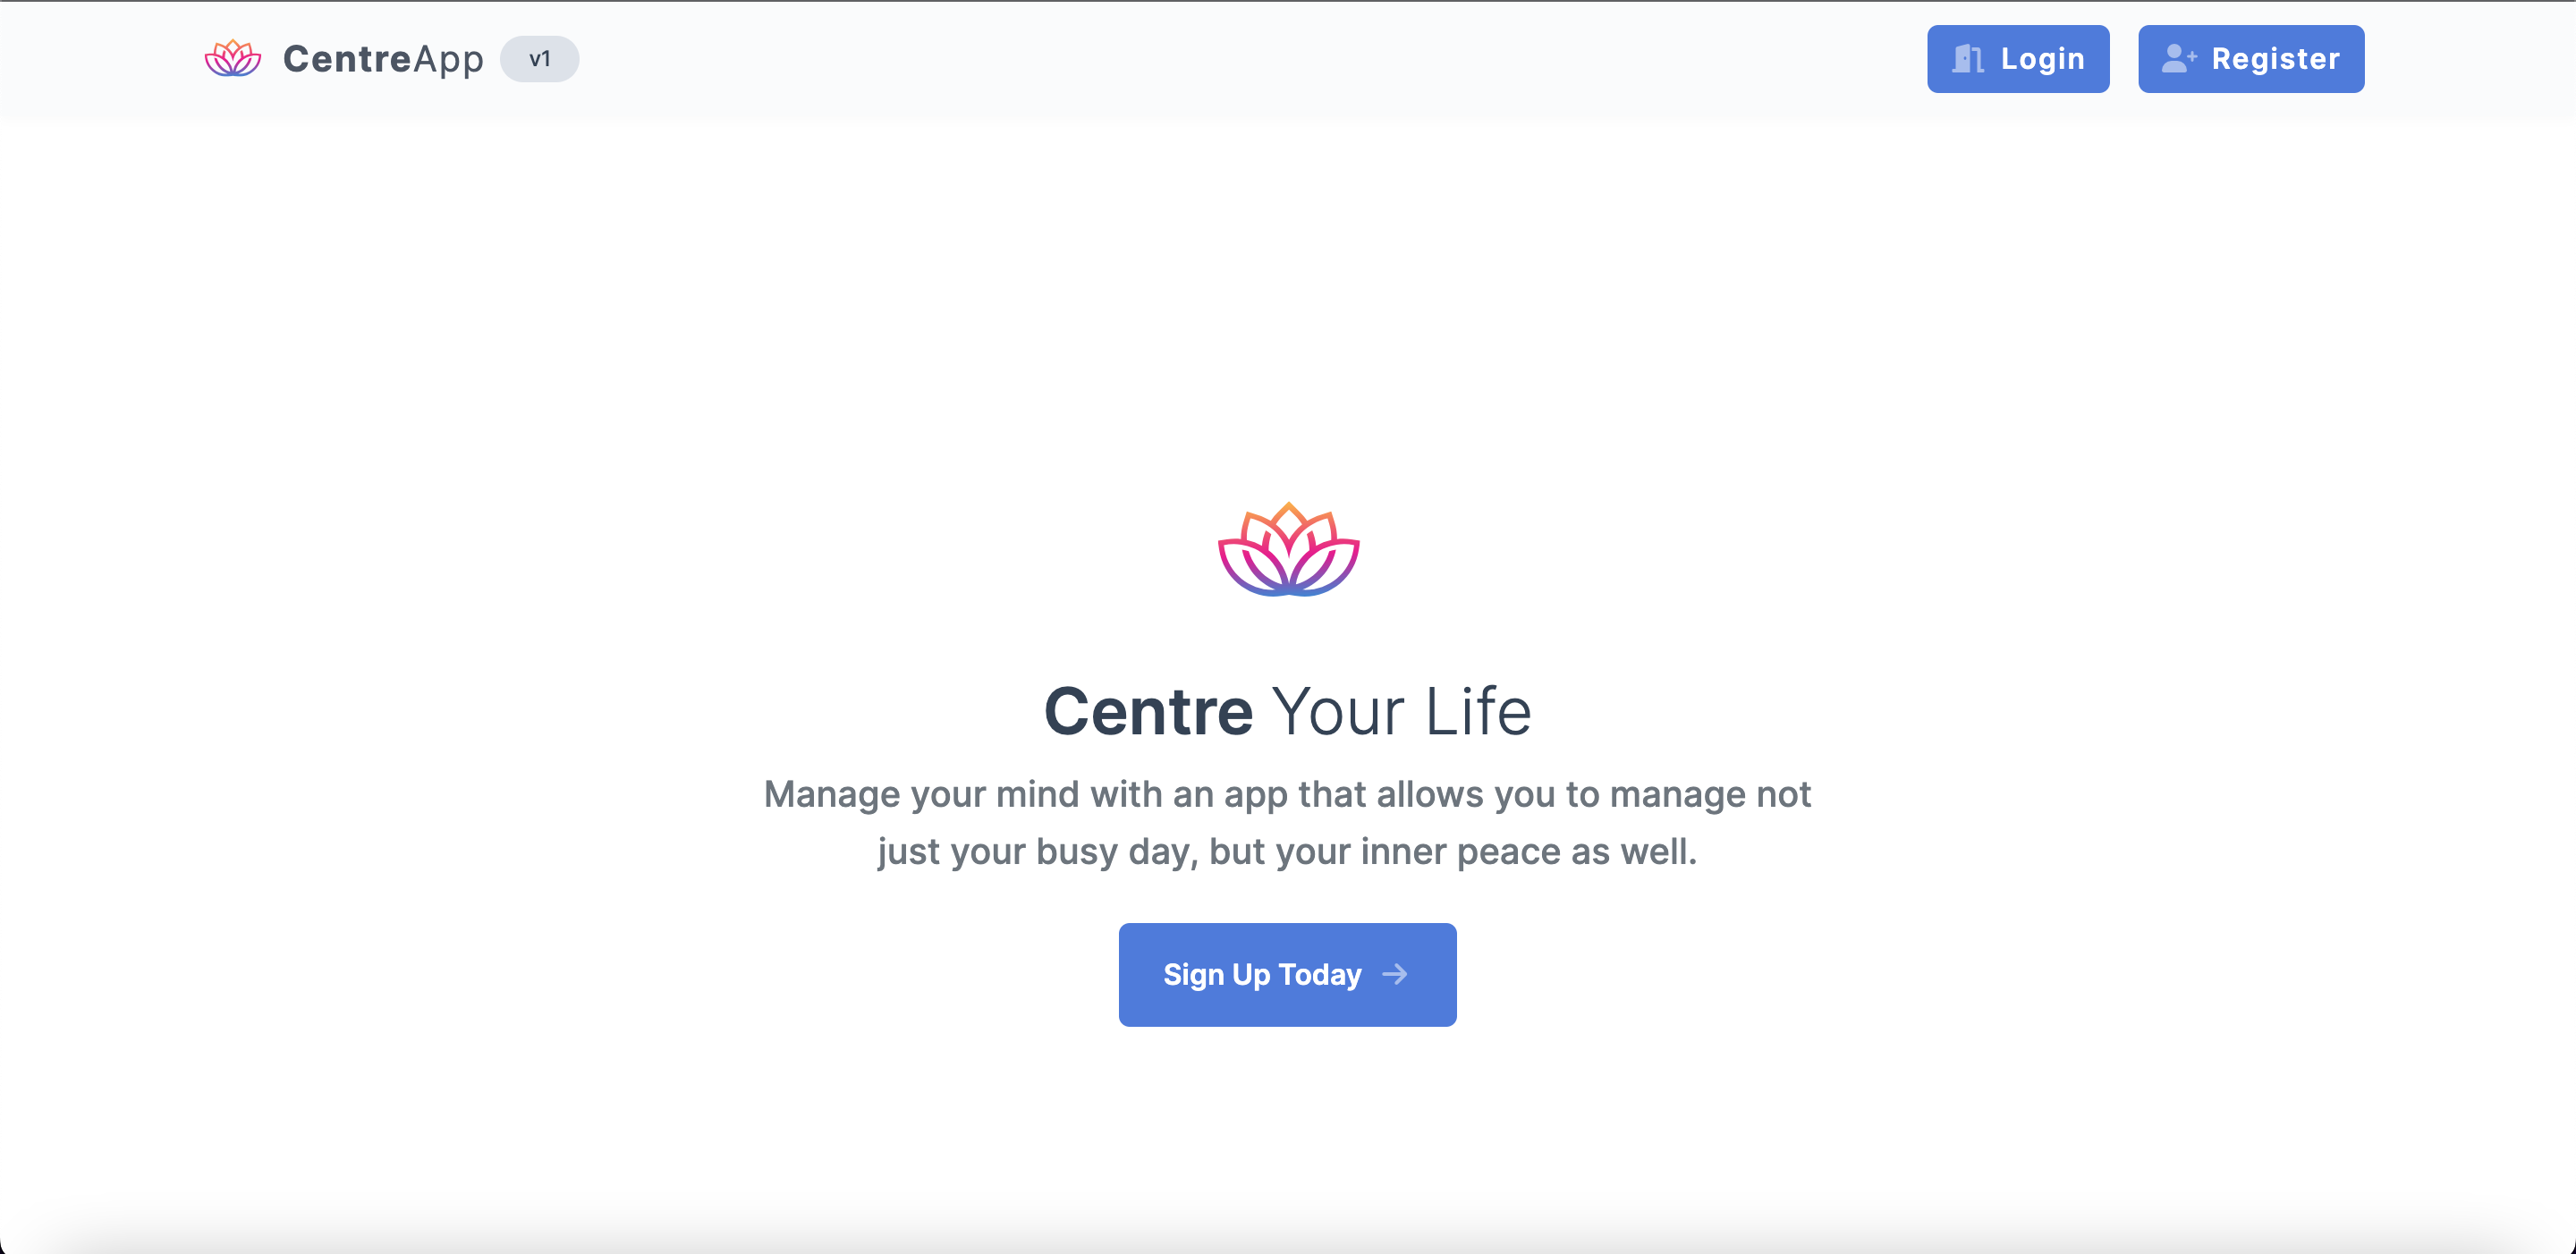 CentreApp v1
Login
Register
Centre Your Life
Manage your mind with an app that allows you to manage not
just your busy day, but your inner peace as well.
Sign Up Today